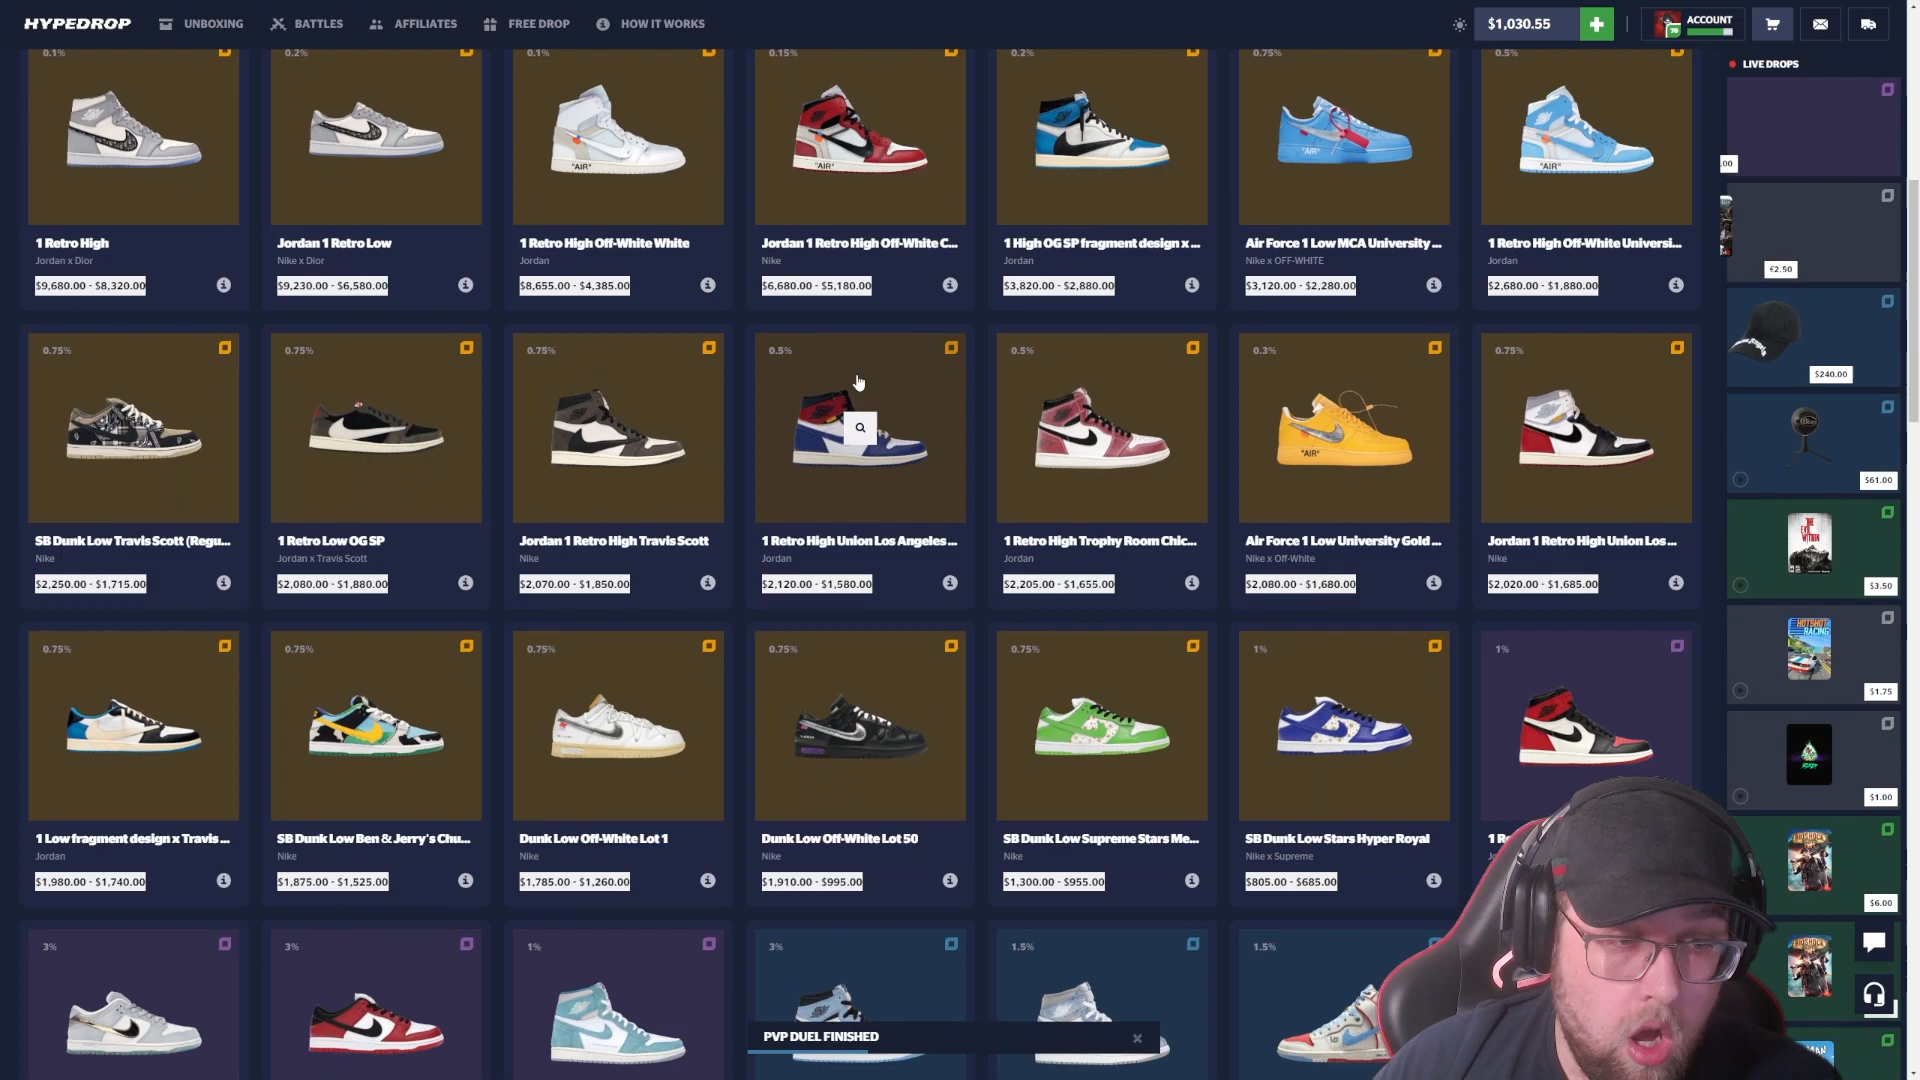 HYPEDROP
UNBOXING
BATTLES
AFFILIATES
FREE DROP
HOW IT WORKS
$1,030.55
ACCOUNT
70
LIVE DROPS
0.1%
0.2%
0.1%
0.15%
0.2%
0.75%
0.5%
"AIR"
"AIR"
"AIR"
"AIR"
1 Retro High
Jordan x Dior
$9,680.00 - $8,320.00
Jordan 1 Retro Low
Nike x Dior
$9,230.00 - $6,580.00
1 Retro High Off-White White
Jordan
$8,655.00 - $4,385.00
Jordan 1 Retro High Off-White C...
Nike
$6,680.00 - $5,180.00
1 High OG SP fragment design x ...
Jordan
$3,820.00 - $2,880.00
Air Force 1 Low MCA University ...
Nike x OFF-WHITE
$3,120.00 - $2,280.00
1 Retro High Off-White Universi...
Jordan
$2,680.00 - $1,880.00
0.75%
0.75%
0.75%
0.5%
0.5%
0.3%
0.75%
"AIR"
SB Dunk Low Travis Scott (Regu...
Nike
$2,250.00 - $1,715.00
1 Retro Low OG SP
Jordan x Travis Scott
$2,080.00 - $1,880.00
Jordan 1 Retro High Travis Scott
Nike
$2,070.00 - $1,850.00
1 Retro High Union Los Angeles ...
Jordan
$2,120.00 - $1,580.00
1 Retro High Trophy Room Chic...
Jordan
$2,205.00 - $1,655.00
Air Force 1 Low University Gold ...
Nike x Off-White
$2,080.00 - $1,680.00
Jordan 1 Retro High Union Los ...
Nike
$2,020.00 - $1,685.00
0.75%
0.75%
0.75%
0.75%
0.75%
1%
1%
1 Low fragment design x Travis ...
Jordan
$1,980.00 - $1,740.00
SB Dunk Low Ben & Jerry's Chu...
Nike
$1,875.00 - $1,525.00
Dunk Low Off-White Lot 1
Nike
$1,785.00 - $1,260.00
Dunk Low Off-White Lot 50
Nike
$1,910.00 - $995.00
SB Dunk Low Supreme Stars Me...
Nike
$1,300.00 - $955.00
SB Dunk Low Stars Hyper Royal
Nike x Supreme
$805.00 - $685.00
3%
3%
1%
3%
1.5%
1.5%
PVP DUEL FINISHED
.00
€2.50
$240.00
$61.00
THE EVIL WITHIN
$3.50
HOTSHOT
RACING
$1.75
$1.00
BIOSHOCK
$6.00
BIOSHOCK